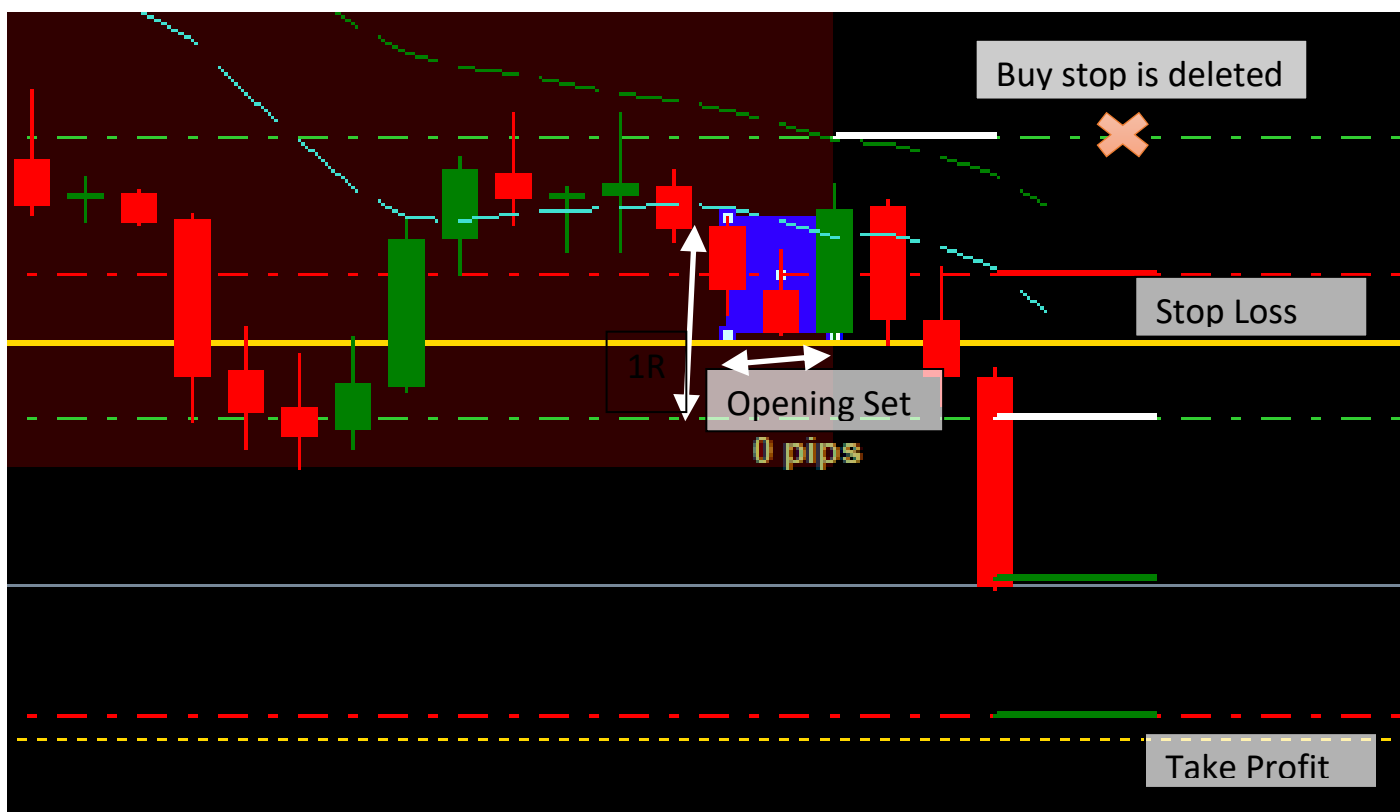 Buy stop is deleted
Stop Loss
1R
Opening Set
0 pips
Take Profit